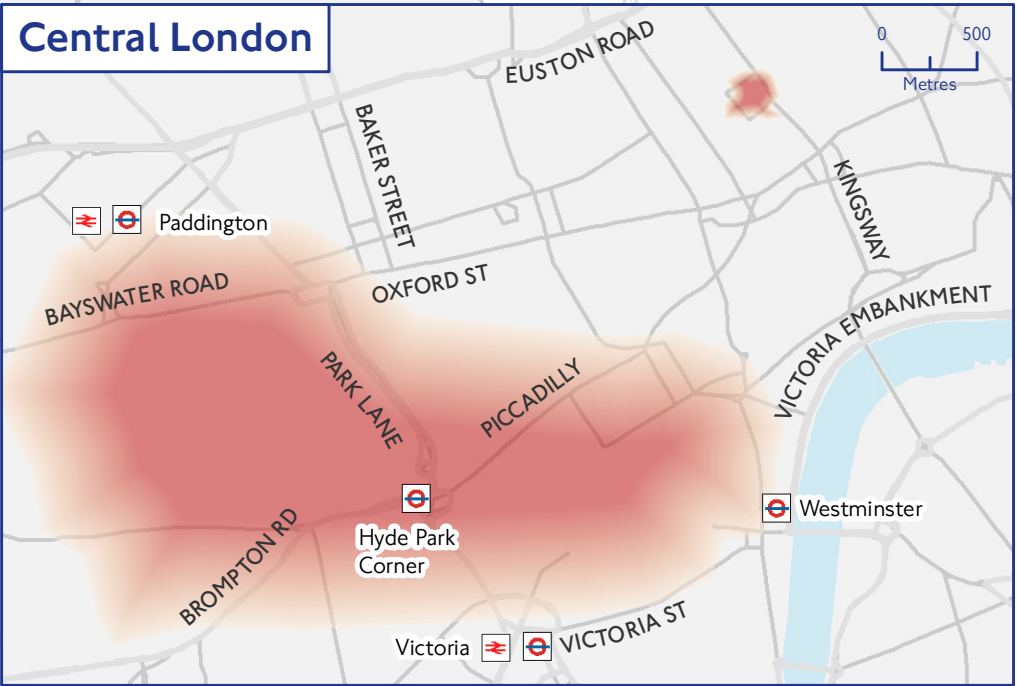 Central London
EUSTON ROAD
0 500
Metres
BAKER STREET
KINGSWAY
Paddington
BAYSWATER ROAD
OXFORD ST
VICTORIA EMBANKMENT
PARK LANE
PICCADILLY
Westminster
BROMPTON RD
Hyde Park
Corner
Victoria
VICTORIA ST